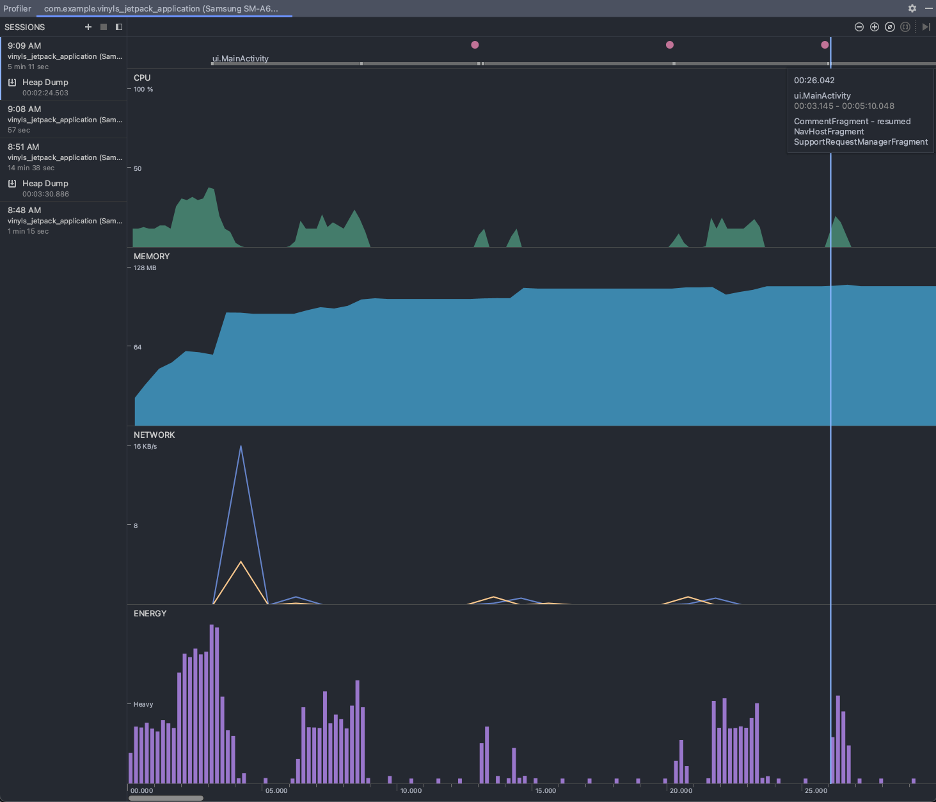 Profiler com.example.vinyls_jetpack_application (Samsung SM-A6...
SESSIONS
9:09 AM
vinyls_jetpack_application (Sam...
5 min 11 sec
Heap Dump
00:02:24.503
9:08 AM
vinyls_jetpack_application (Sam...
57 sec
8:51 AM
vinyls_jetpack_application (Sam...
14 min 38 sec
Heap Dump
00:03:30.886
8:48 AM
vinyls_jetpack_application (Sam...
1 min 15 sec
ui.MainActivity
CPU
100 %
50
00:26.042
ui.MainActivity
00:03.145 - 00:05:10.048
CommentFragment - resumed
NavHostFragment
SupportRequestManagerFragment
MEMORY
128 MB
64
NETWORK
16 KB/s
8
ENERGY
Heavy
00.000 05.000 10.000 15.000 20.000 25.000